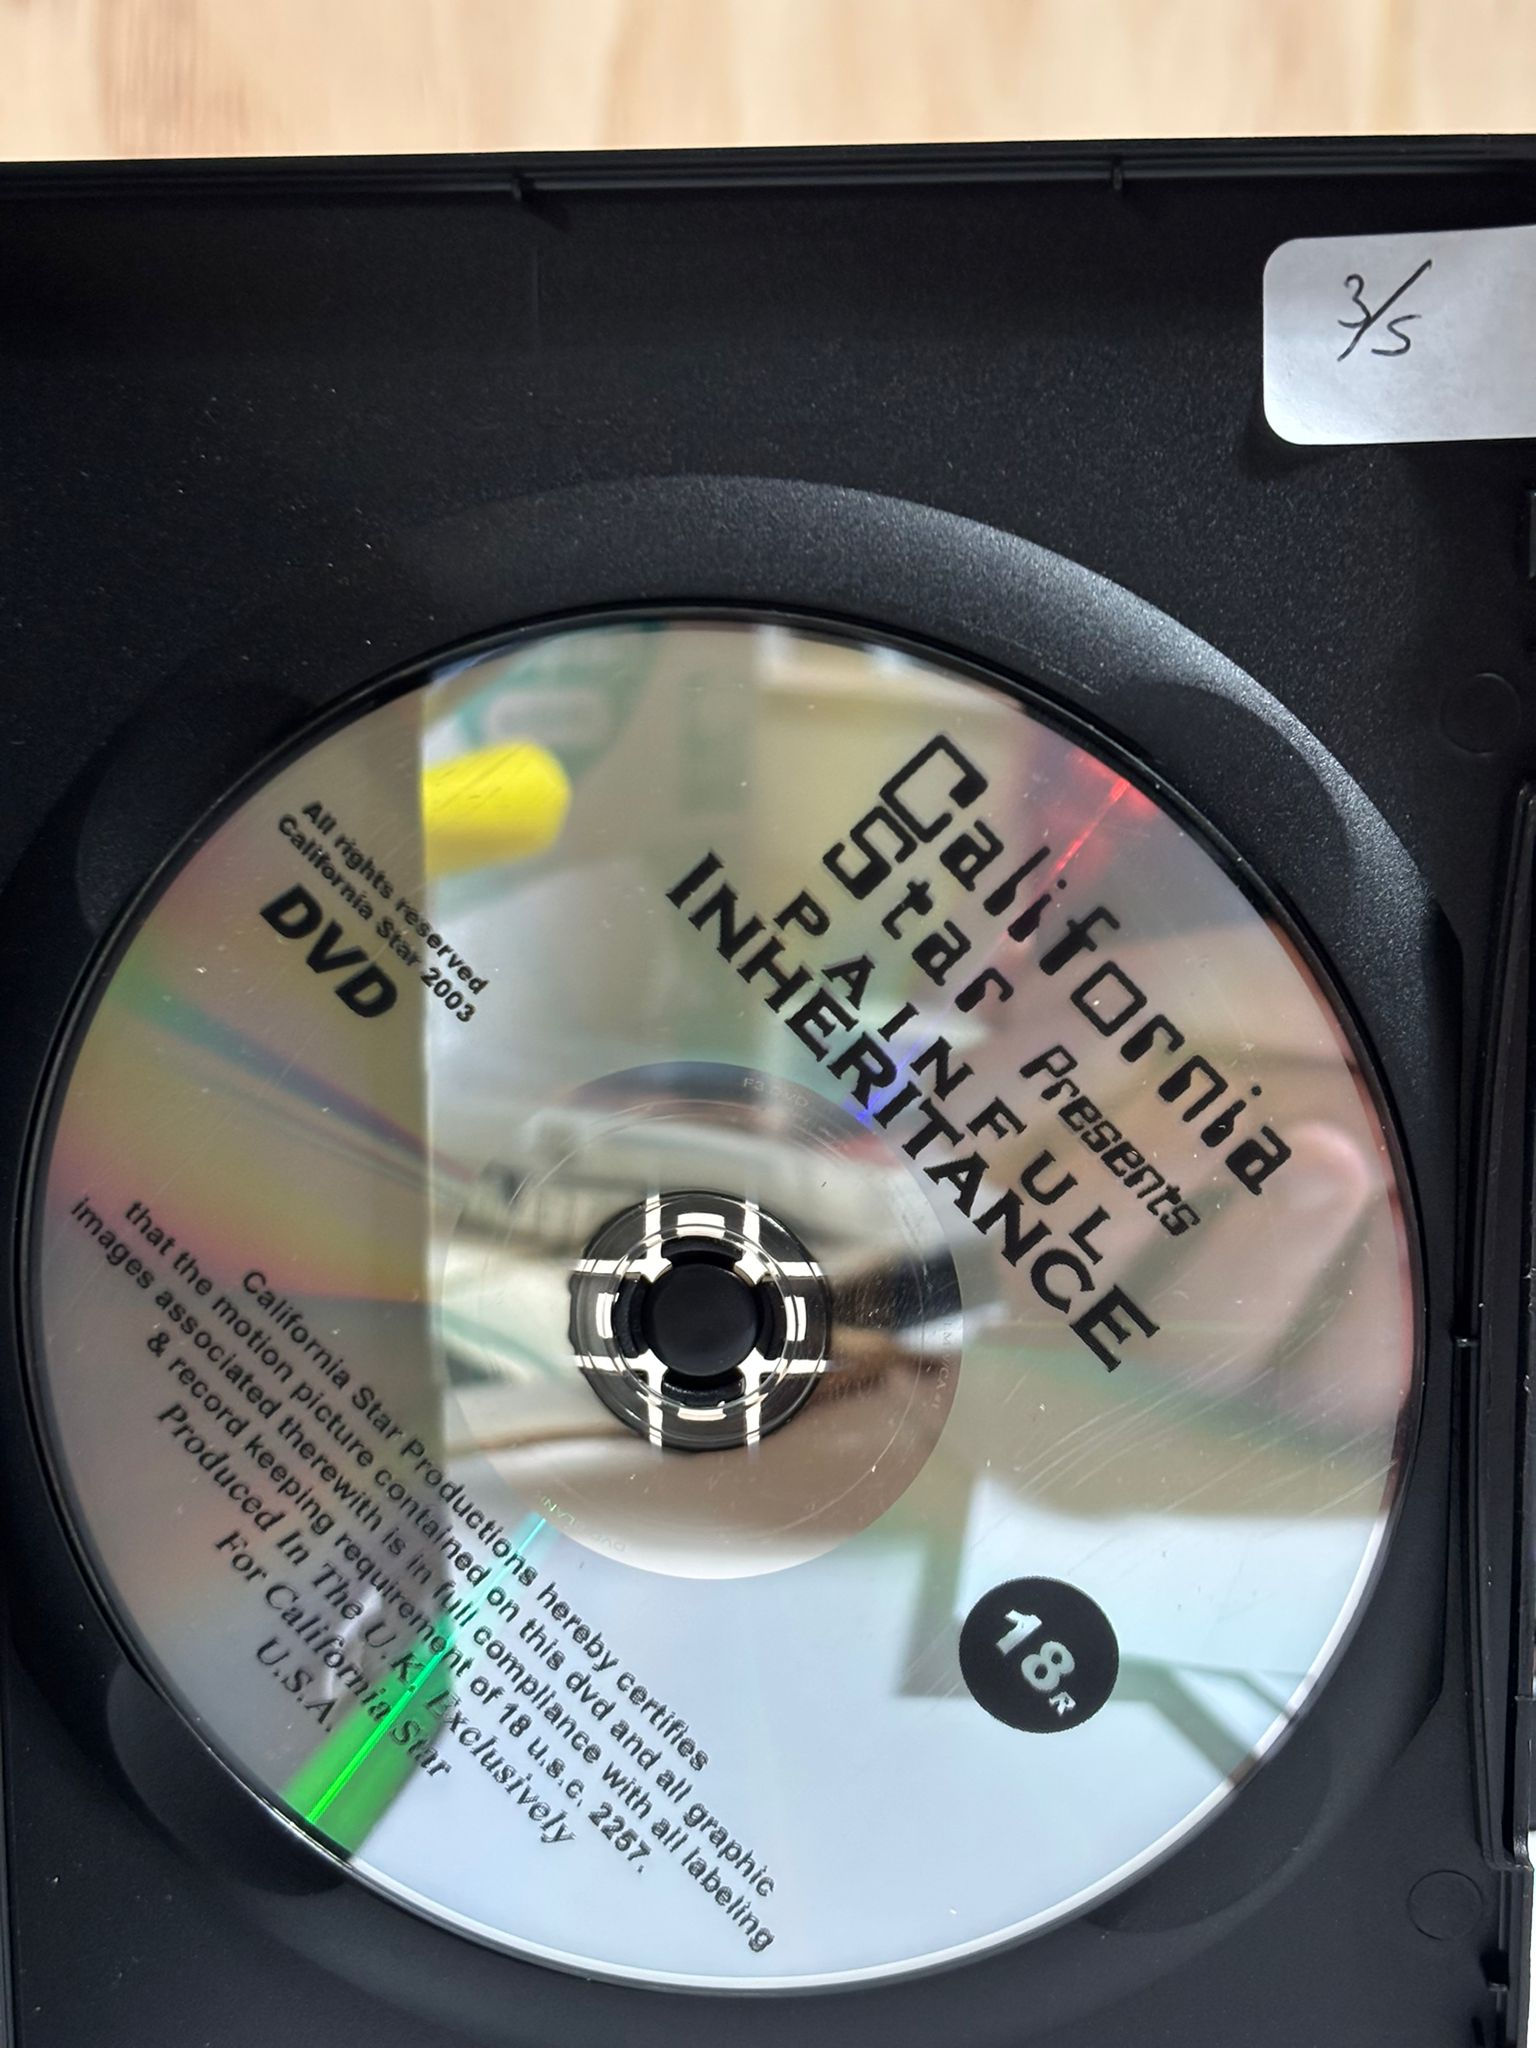 3/5
California
Star Presents
PAINFUL
INHERITANCE
All rights reserved
California Star 2003
DVD
18R
California Star Productions hereby certifies
that the motion picture contained on this dvd and all graphic
images associated therewith is in full compliance with all labeling
& record keeping requirement of 18 u.s.c. 2257.
Produced In The U.K. Exclusively
For California Star
U.S.A.